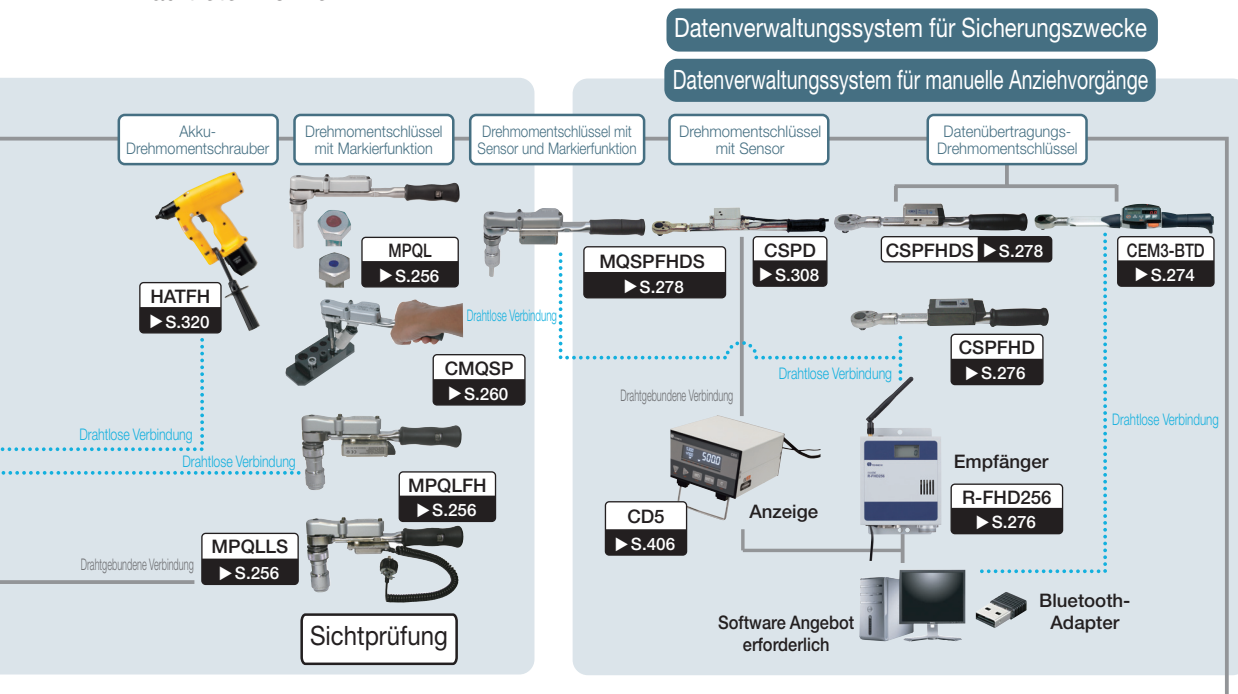 Datenverwaltungssystem für Sicherungszwecke
Datenverwaltungssystem für manuelle Anziehvorgänge
Akku-
Drehmomentschrauber
Drehmomentschlüssel
mit Markierfunktion
Drehmomentschlüssel mit
Sensor und Markierfunktion
Drehmomentschlüssel
mit Sensor
Datenübertragungs-
Drehmomentschlüssel
MPQL
▶S.256
HATFH
▶S.320
MQSPFHDS
▶S.278
CSPD
▶S.308
CSPFHDS ▶S.278
CEM3-BTD
▶S.274
Drahtlose Verbindung
CMQSP
▶S.260
CSPFHD
▶S.276
Drahtlose Verbindung
Drahtgebundene Verbindung
Drahtlose Verbindung
Drahtlose Verbindung
Drahtlose Verbindung
MPQLFH
▶S.256
Empfänger
R-FHD256
▶S.276
500.0
Anzeige
CD5
▶S.406
MPQLLS
▶S.256
Drahtgebundene Verbindung
Sichtprüfung
Software Angebot
erforderlich
Bluetooth-
Adapter